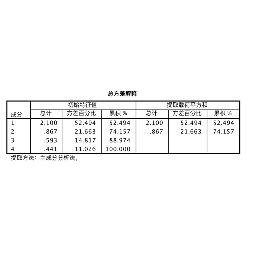 总方差解释
初始特征值 提取载荷平方和
成分 总计 方差百分比 累积 % 总计 方差百分比 累积 %
1 2.100 52.494 52.494 2.100 52.494 52.494
2 .867 21.663 74.157 .867 21.663 74.157
3 .593 14.817 88.974
4 .441 11.026 100.000
提取方法：主成分分析法。